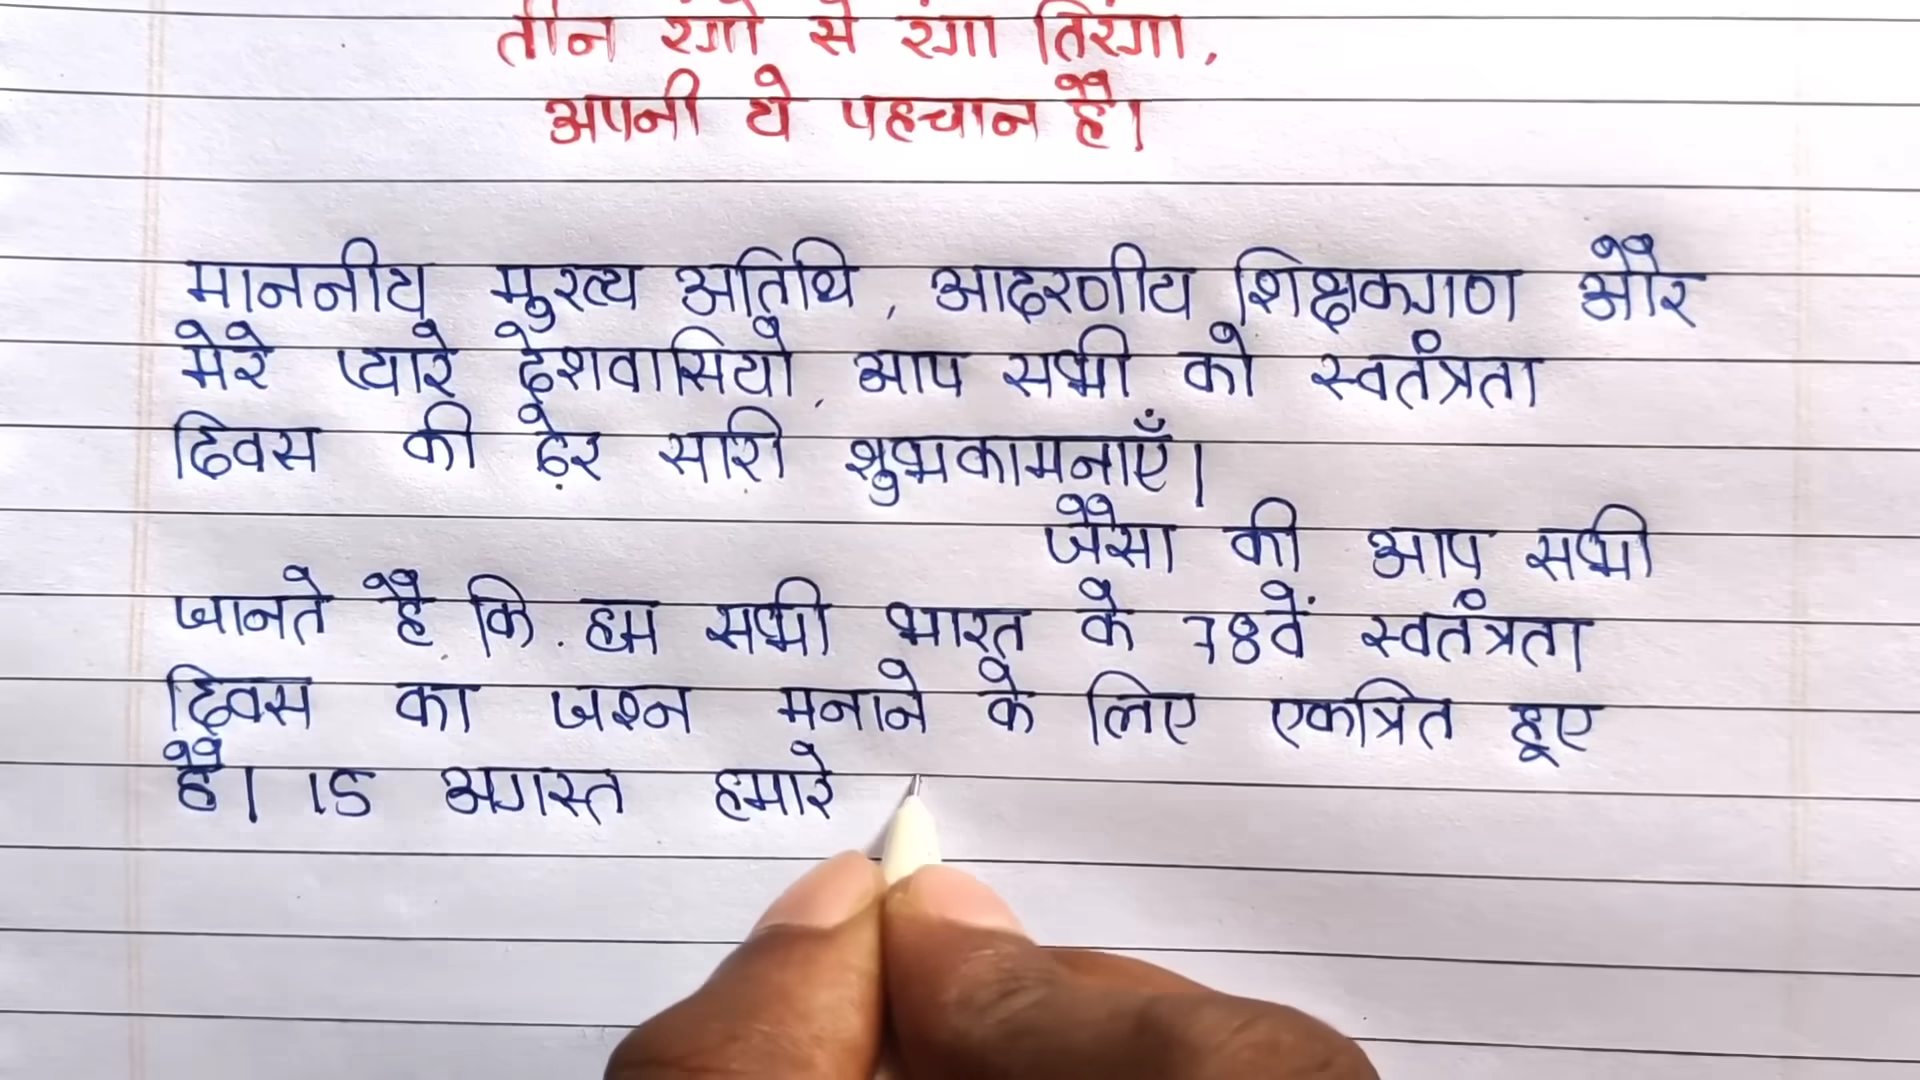 तीन रंगो से रंगा तिरंगा,
अपनी ये पहचान है।
माननीय मुख्य अतिथि, आदरणीय शिक्षकगण और
मेरे प्यारे देशवासियो, आप सभी को स्वतंत्रता
दिवस की ढ़ेर सारी शुभकामनाएँ।
जैसा की आप सभी
जानते है कि हम सभी भारत के 78वें स्वतंत्रता
दिवस का जश्न मनाने के लिए एकत्रित हूए
है। 15 अगस्त हमारे